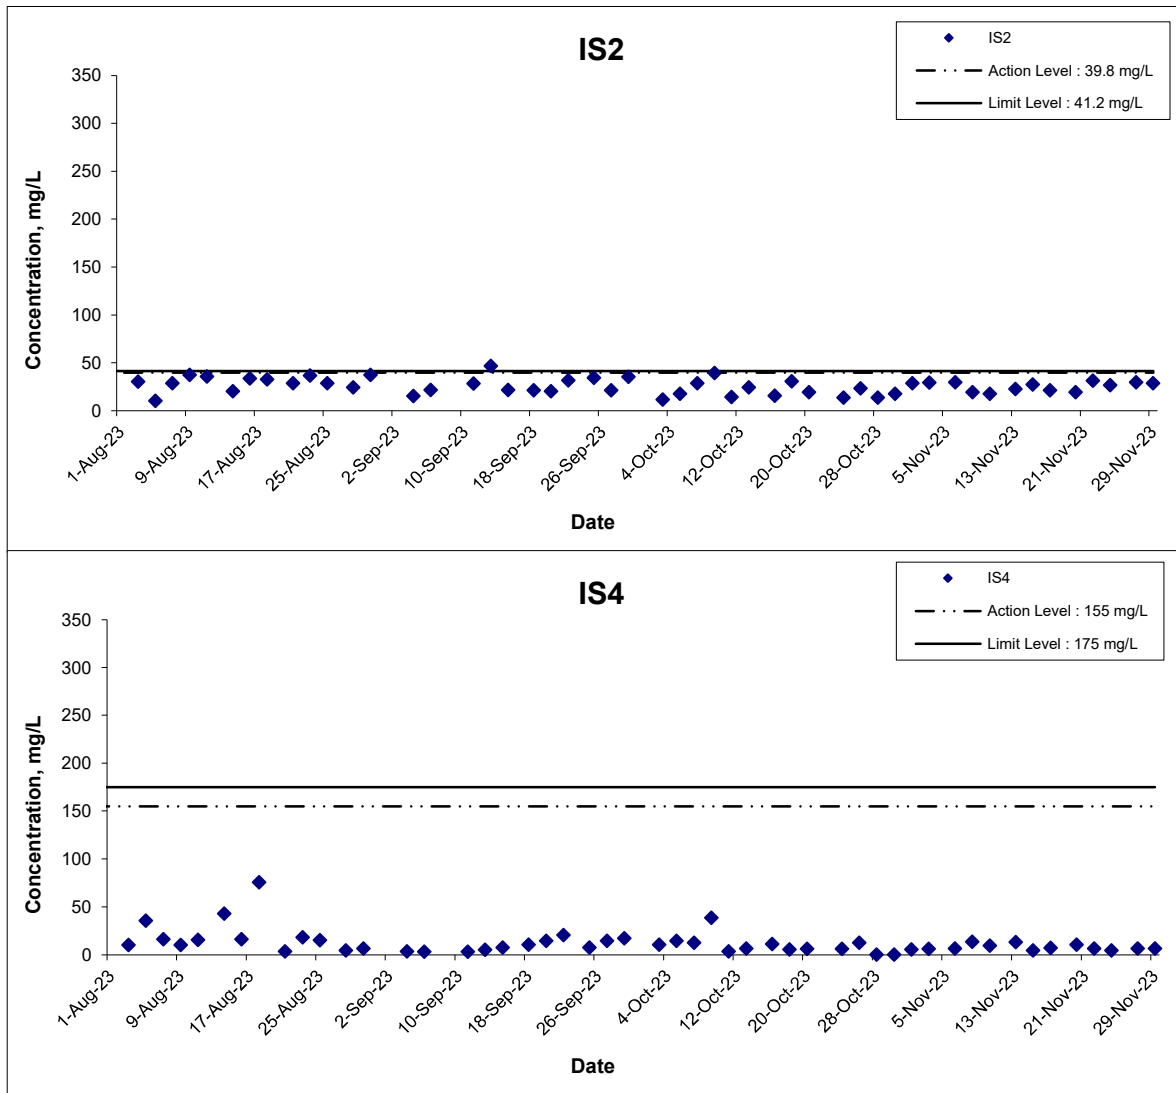 IS2
IS2
Action Level : 39.8 mg/L
Limit Level : 41.2 mg/L
Concentration, mg/L
350
300
250
200
150
100
50
0
1-Aug-23
9-Aug-23
17-Aug-23
25-Aug-23
2-Sep-23
10-Sep-23
18-Sep-23
26-Sep-23
4-Oct-23
12-Oct-23
20-Oct-23
28-Oct-23
5-Nov-23
13-Nov-23
21-Nov-23
29-Nov-23
Date
IS4
IS4
Action Level : 155 mg/L
Limit Level : 175 mg/L
Concentration, mg/L
350
300
250
200
150
100
50
0
1-Aug-23
9-Aug-23
17-Aug-23
25-Aug-23
2-Sep-23
10-Sep-23
18-Sep-23
26-Sep-23
4-Oct-23
12-Oct-23
20-Oct-23
28-Oct-23
5-Nov-23
13-Nov-23
21-Nov-23
29-Nov-23
Date